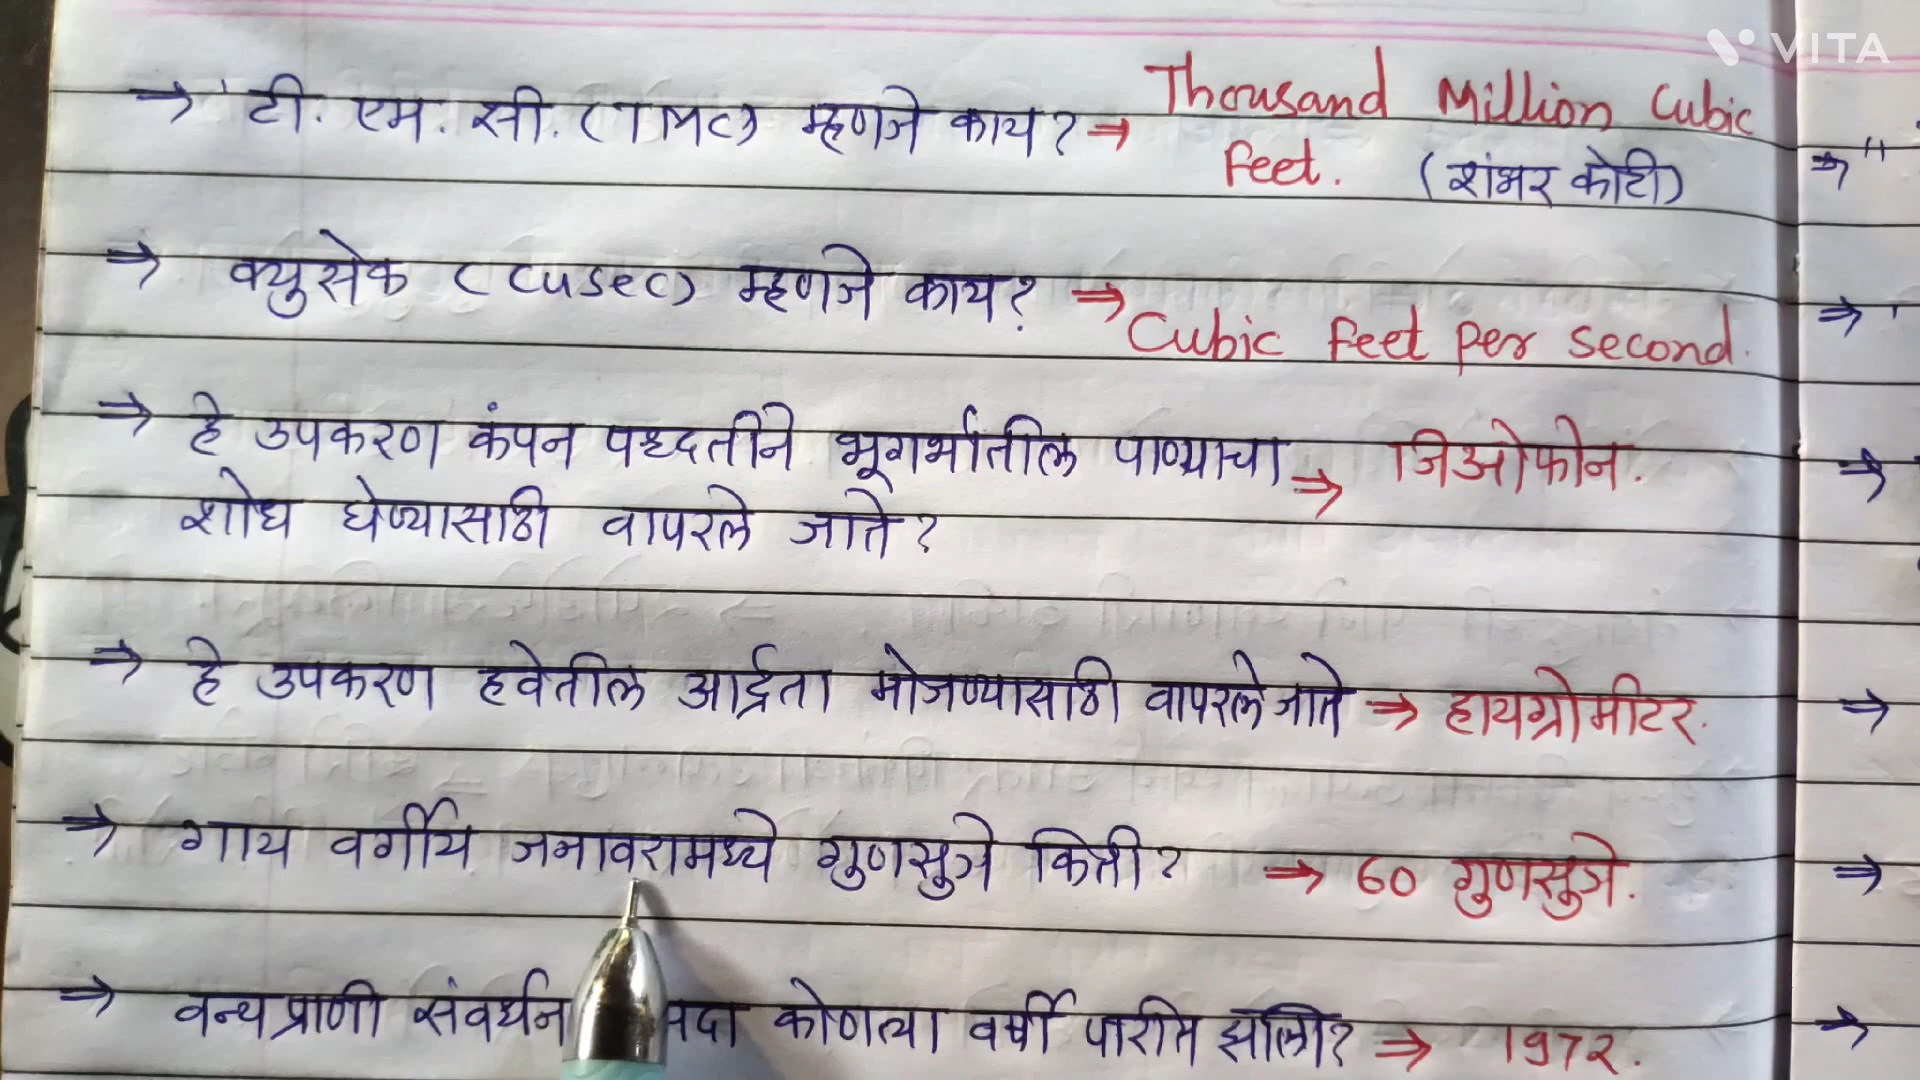 VITA
→ ' टी. एम. सी. (TMC) म्हणजे काय? → Thousand Million Cubic
Feet. (शंभर कोटी)
→ क्युसेक (Cusec) म्हणजे काय? →
Cubic Feet Per Second.
→ हे उपकरण कंपन पध्दतीने भूगर्भातील पाण्याचा → जिओफोन.
शोध घेण्यासाठी वापरले जाते?
→ हे उपकरण हवेतील आर्द्रता मोजण्यासाठी वापरले जाते → हायग्रोमीटर.
→ गाय वर्गीय जनावरामध्ये गुणसुत्रे किती? → 60 गुणसुत्रे.
→ वन्यप्राणी संवर्धन कोणत्या वर्षी पारीत झाला? → 1972.